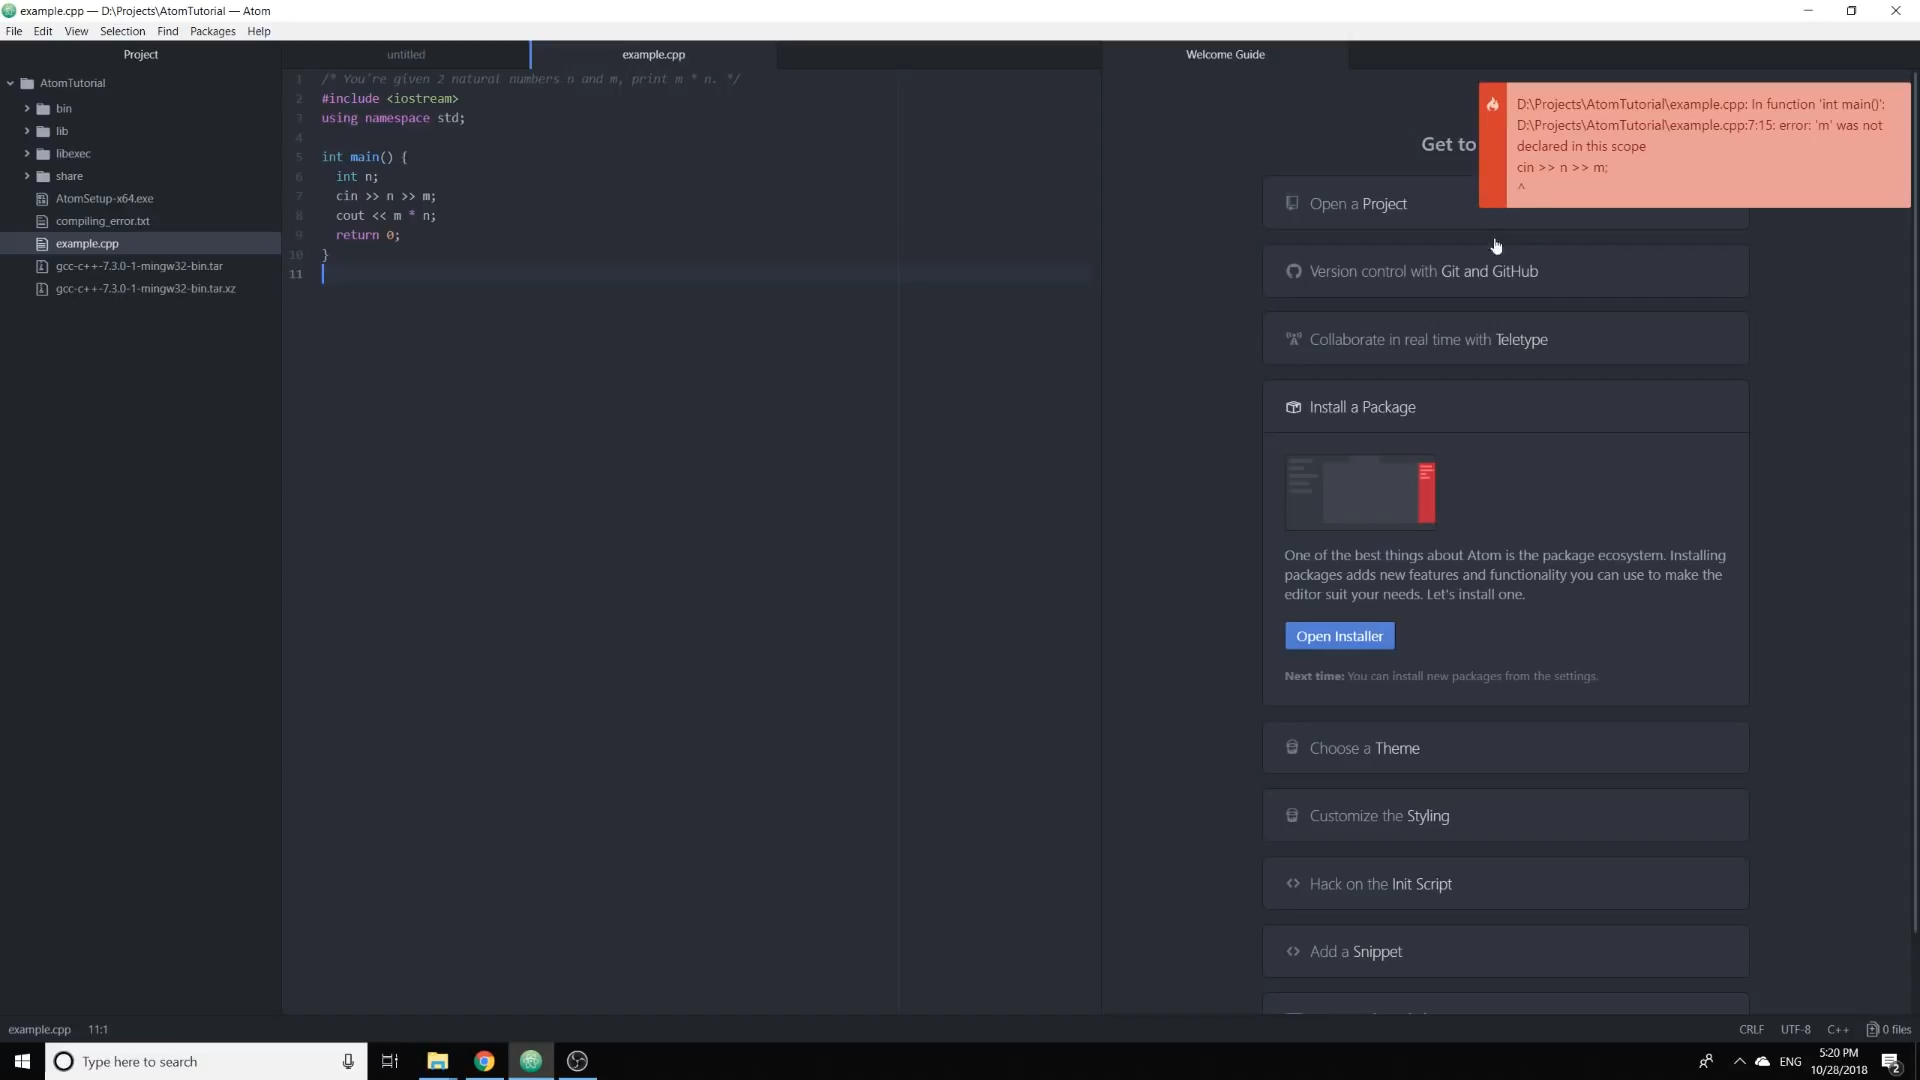 example.cpp — D:\Projects\AtomTutorial — Atom
File Edit View Selection Find Packages Help
Project
AtomTutorial
bin
lib
libexec
share
AtomSetup-x64.exe
compiling_error.txt
example.cpp
gcc-c++-7.3.0-1-mingw32-bin.tar
gcc-c++-7.3.0-1-mingw32-bin.tar.xz
untitled
example.cpp
1 /* You're given 2 natural numbers n and m, print m * n. */
2 #include <iostream>
3 using namespace std;
4
5 int main() {
6 int n;
7 cin >> n >> m;
8 cout << m * n;
9 return 0;
10 }
11
Welcome Guide
Get to
D:\Projects\AtomTutorial\example.cpp: In function 'int main()':
D:\Projects\AtomTutorial\example.cpp:7:15: error: 'm' was not
declared in this scope
cin >> n >> m;
^
Open a Project
Version control with Git and GitHub
Collaborate in real time with Teletype
Install a Package
One of the best things about Atom is the package ecosystem. Installing
packages adds new features and functionality you can use to make the
editor suit your needs. Let's install one.
Open Installer
Next time: You can install new packages from the settings.
Choose a Theme
Customize the Styling
Hack on the Init Script
Add a Snippet
example.cpp 11:1
CRLF UTF-8 C++ 0 files
Type here to search
ENG
5:20 PM
10/28/2018
2